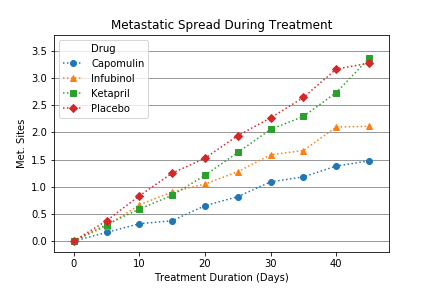 Metastatic Spread During Treatment
Drug
Capomulin
Infubinol
Ketapril
Placebo
Met. Sites
3.5
3.0
2.5
2.0
1.5
1.0
0.5
0.0
0 10 20 30 40
Treatment Duration (Days)